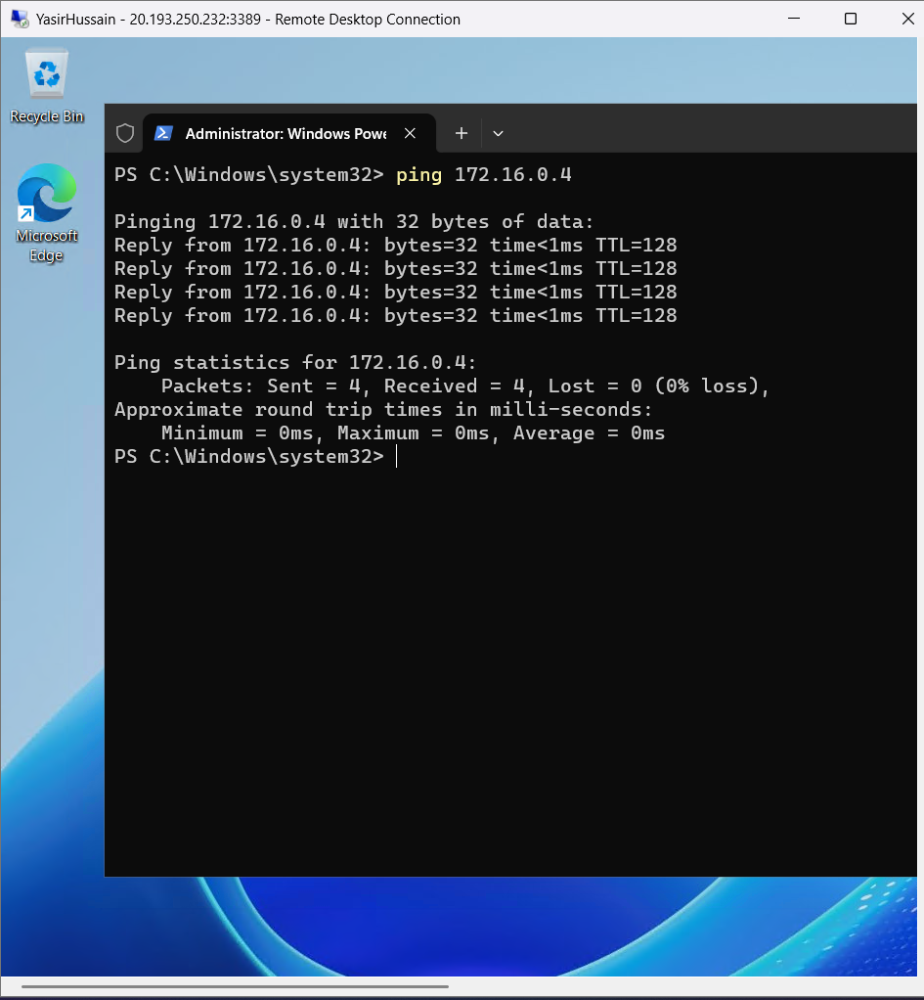 YasirHussain - 20.193.250.232:3389 - Remote Desktop Connection
Recycle Bin
Microsoft
Edge
Administrator: Windows Powe
PS C:\Windows\system32> ping 172.16.0.4
Pinging 172.16.0.4 with 32 bytes of data:
Reply from 172.16.0.4: bytes=32 time<1ms TTL=128
Reply from 172.16.0.4: bytes=32 time<1ms TTL=128
Reply from 172.16.0.4: bytes=32 time<1ms TTL=128
Reply from 172.16.0.4: bytes=32 time<1ms TTL=128
Ping statistics for 172.16.0.4:
    Packets: Sent = 4, Received = 4, Lost = 0 (0% loss),
Approximate round trip times in milli-seconds:
    Minimum = 0ms, Maximum = 0ms, Average = 0ms
PS C:\Windows\system32>